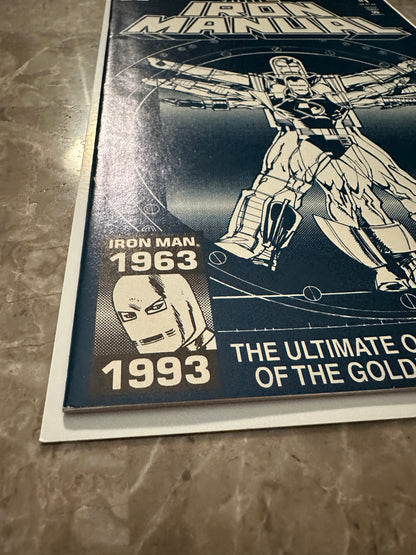 IRON
MANUAL
IRON MAN
1963
1993
THE ULTIMATE
OF THE GOLD